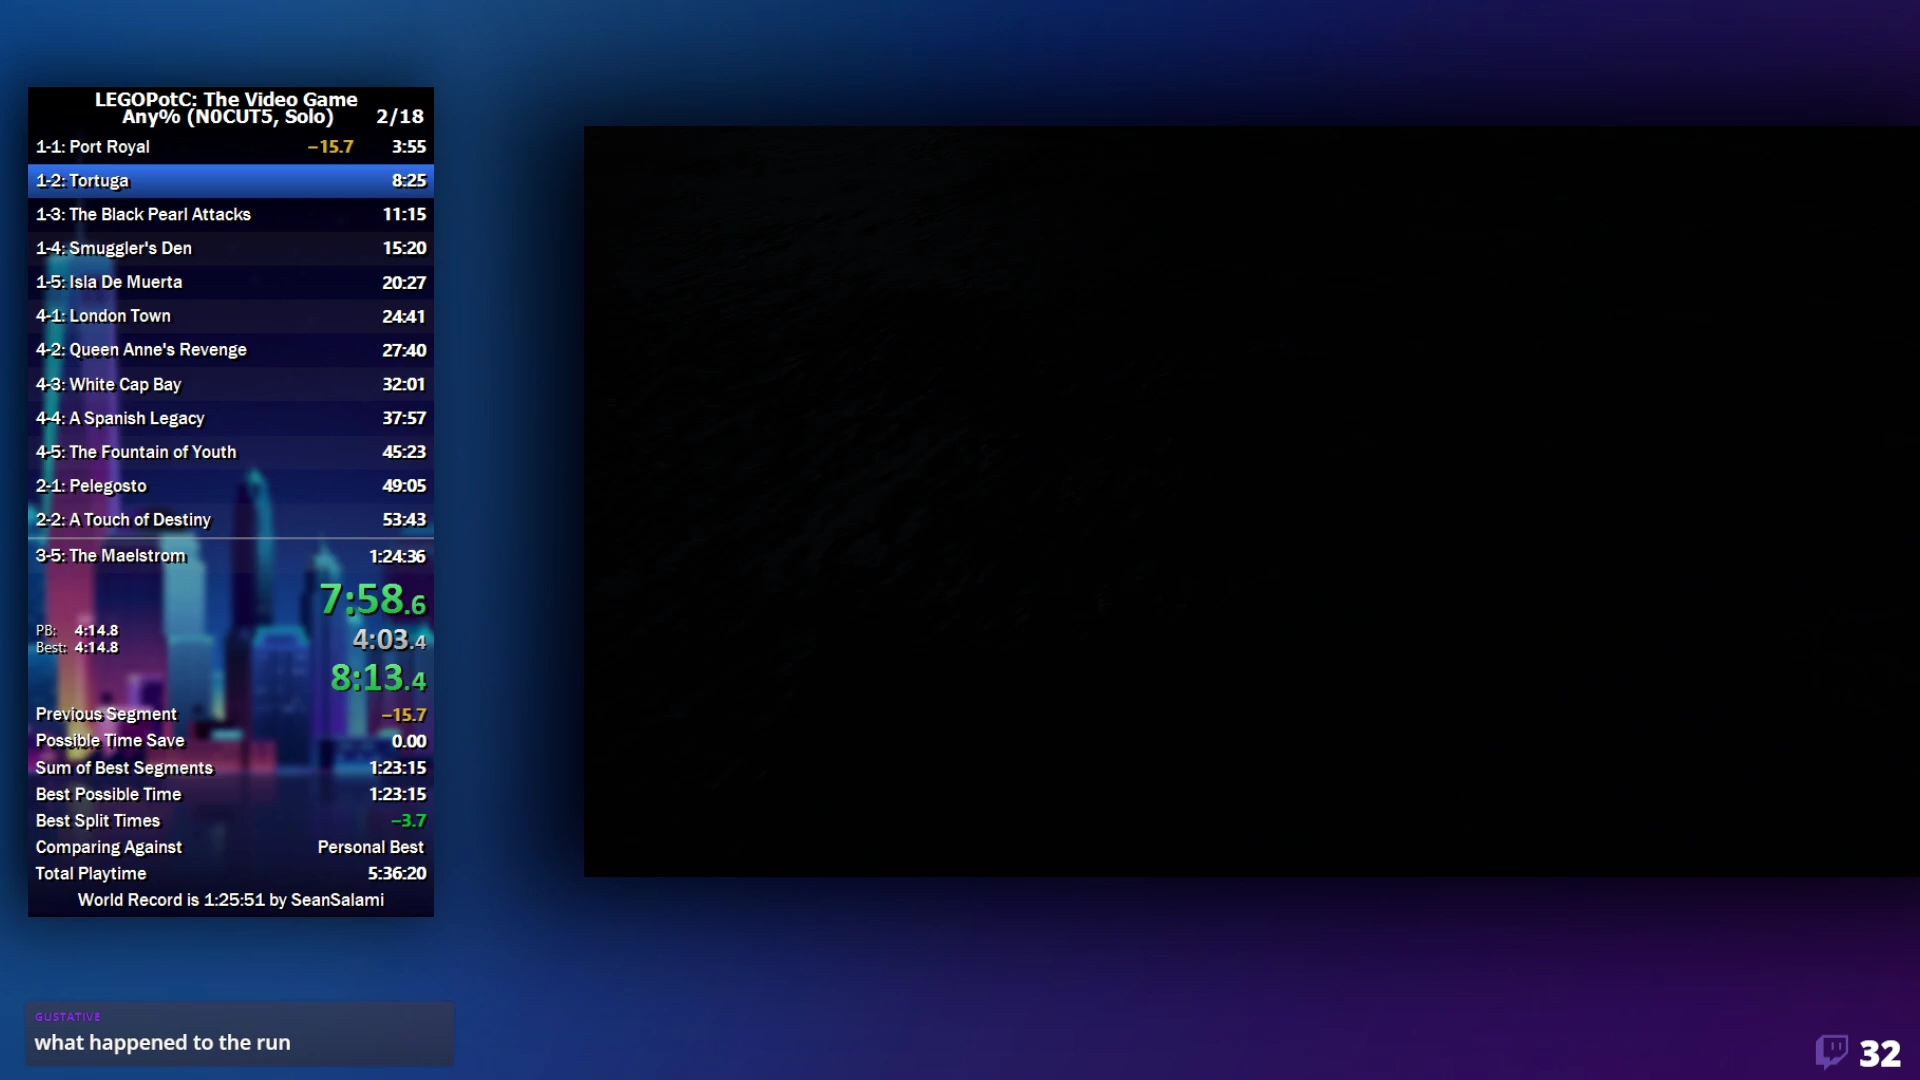 LEGOPotC: The Video Game
Any% (N0CUT5, Solo) 2/18
1-1: Port Royal −15.7 3:55
1-2: Tortuga 8:25
1-3: The Black Pearl Attacks 11:15
1-4: Smuggler's Den 15:20
1-5: Isla De Muerta 20:27
4-1: London Town 24:41
4-2: Queen Anne's Revenge 27:40
4-3: White Cap Bay 32:01
4-4: A Spanish Legacy 37:57
4-5: The Fountain of Youth 45:23
2-1: Pelegosto 49:05
2-2: A Touch of Destiny 53:43
3-5: The Maelstrom 1:24:36
7:58.6
PB: 4:14.8
Best: 4:14.8
4:03.4
8:13.4
Previous Segment −15.7
Possible Time Save 0.00
Sum of Best Segments 1:23:15
Best Possible Time 1:23:15
Best Split Times −3.7
Comparing Against Personal Best
Total Playtime 5:36:20
World Record is 1:25:51 by SeanSalami
GUSTATIVE
what happened to the run
32